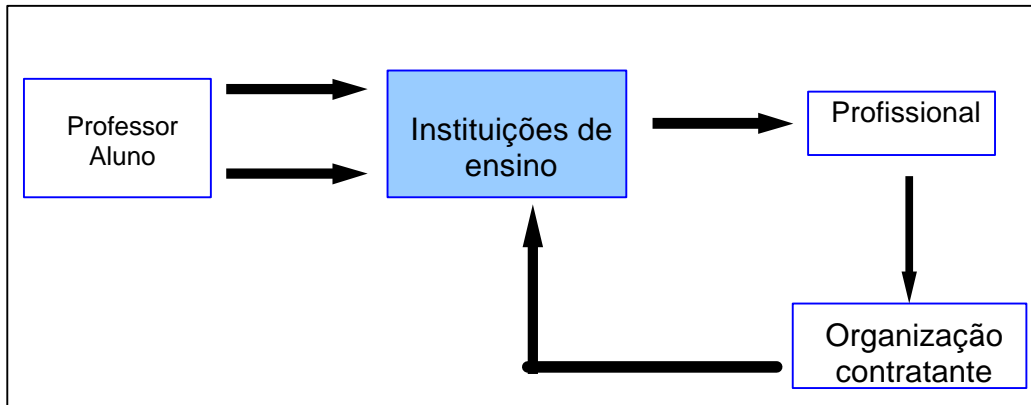 Professor
Aluno
Instituições de
ensino
Profissional
Organização
contratante